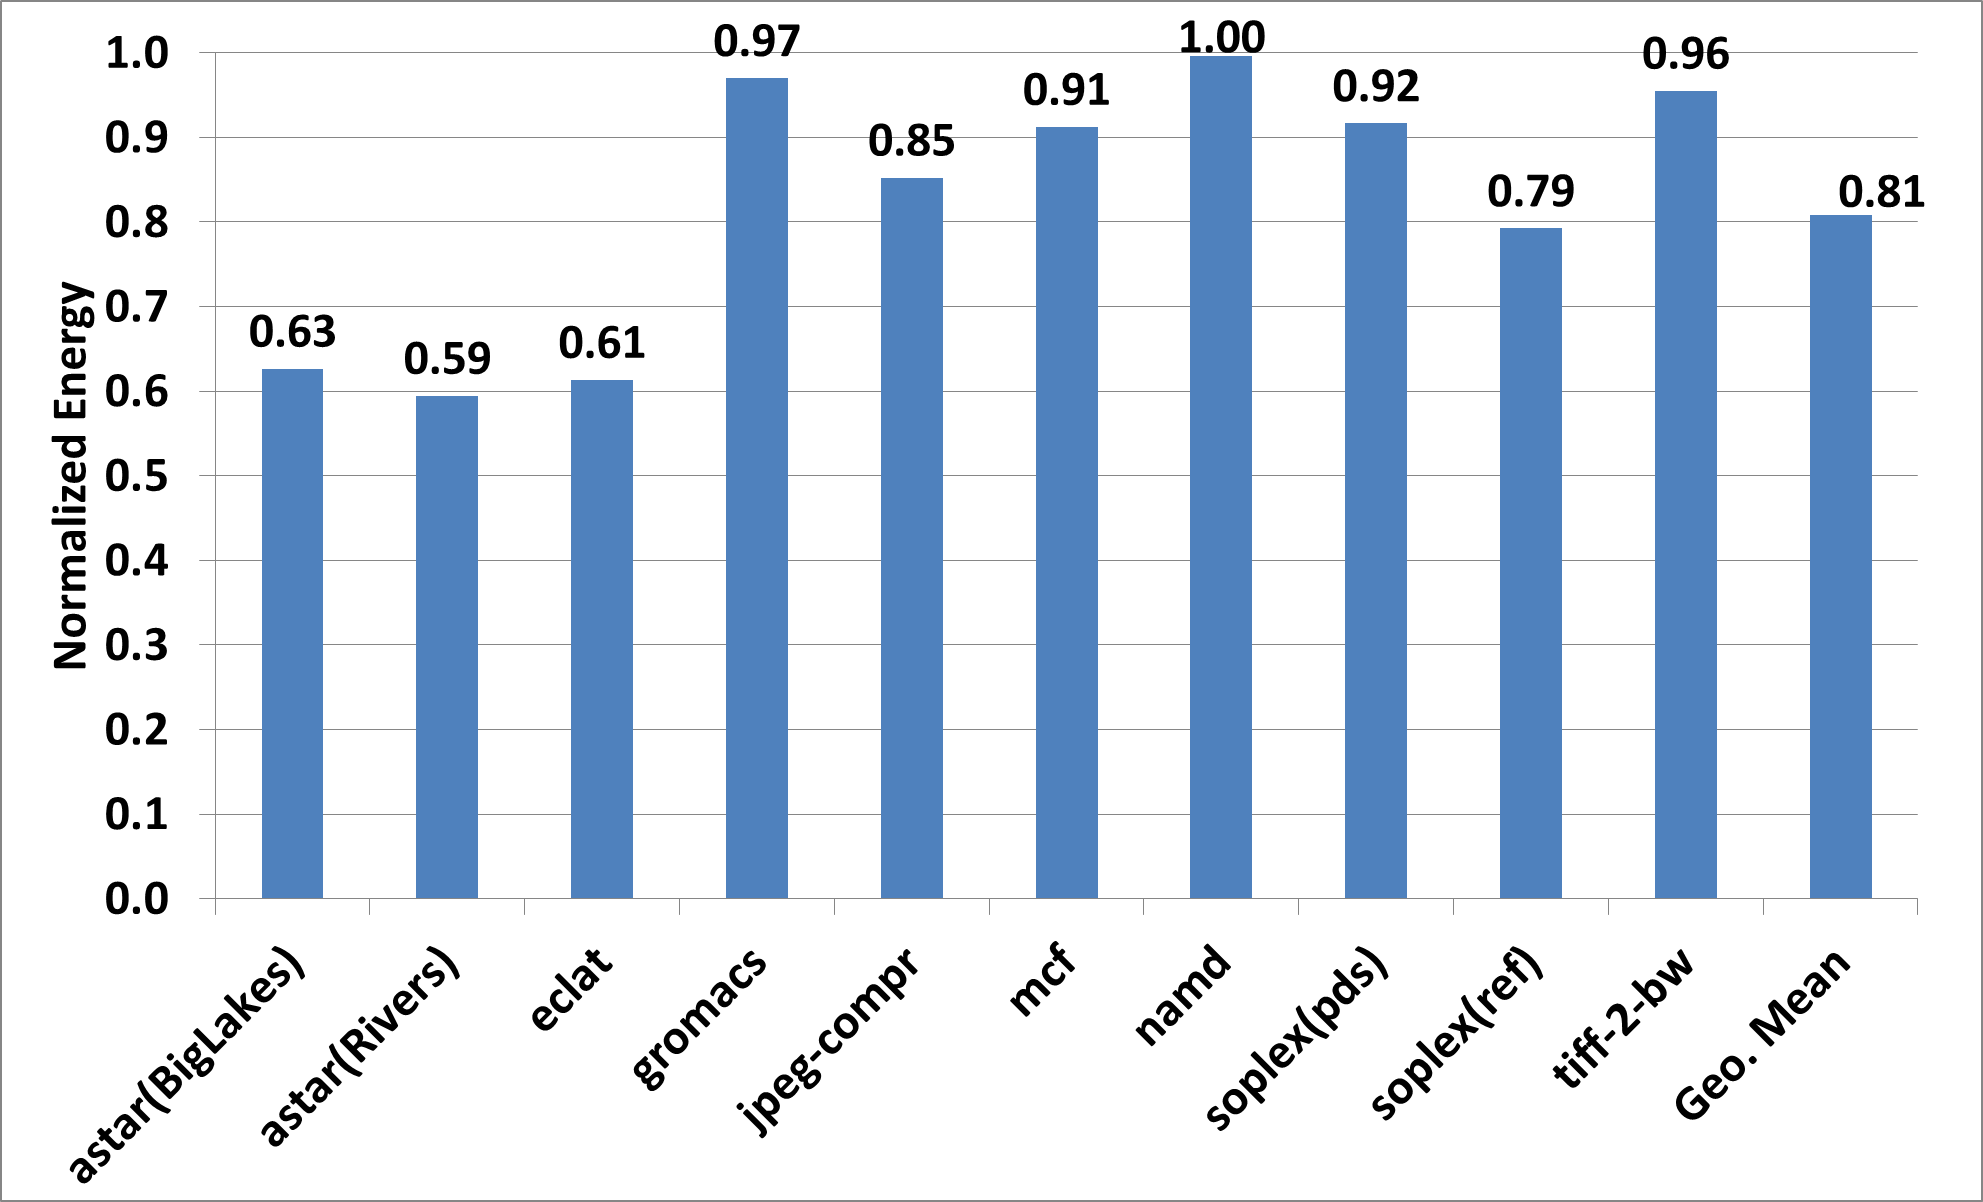 Normalized Energy
1.0
0.9
0.8
0.7
0.6
0.5
0.4
0.3
0.2
0.1
0.0
0.63
0.59
0.61
0.97
0.85
0.91
1.00
0.92
0.79
0.96
0.81
astar(BigLakes)
astar(Rivers)
eclat
gromacs
jpeg-compr
mcf
namd
soplex(pds)
soplex(ref)
tiff-2-bw
Geo. Mean